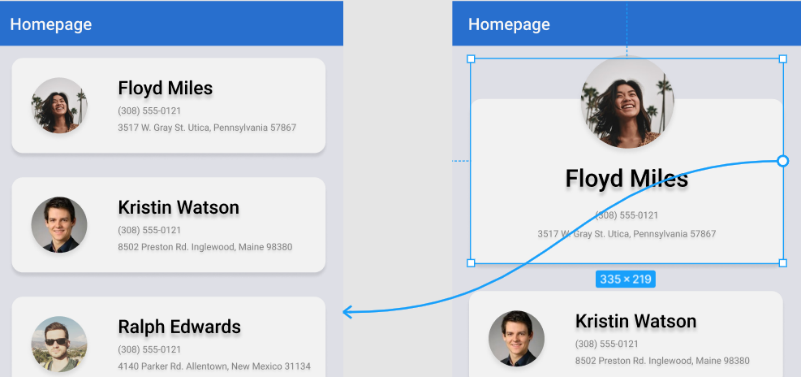 Homepage
Floyd Miles
(308) 555-0121
3517 W. Gray St. Utica, Pennsylvania 57867
Kristin Watson
(308) 555-0121
8502 Preston Rd. Inglewood, Maine 98380
Ralph Edwards
(308) 555-0121
4140 Parker Rd. Allentown, New Mexico 31134
Homepage
Floyd Miles
(308) 555-0121
3517 W. Gray St. Utica, Pennsylvania 57867
335 × 219
Kristin Watson
(308) 555-0121
8502 Preston Rd. Inglewood, Maine 98380